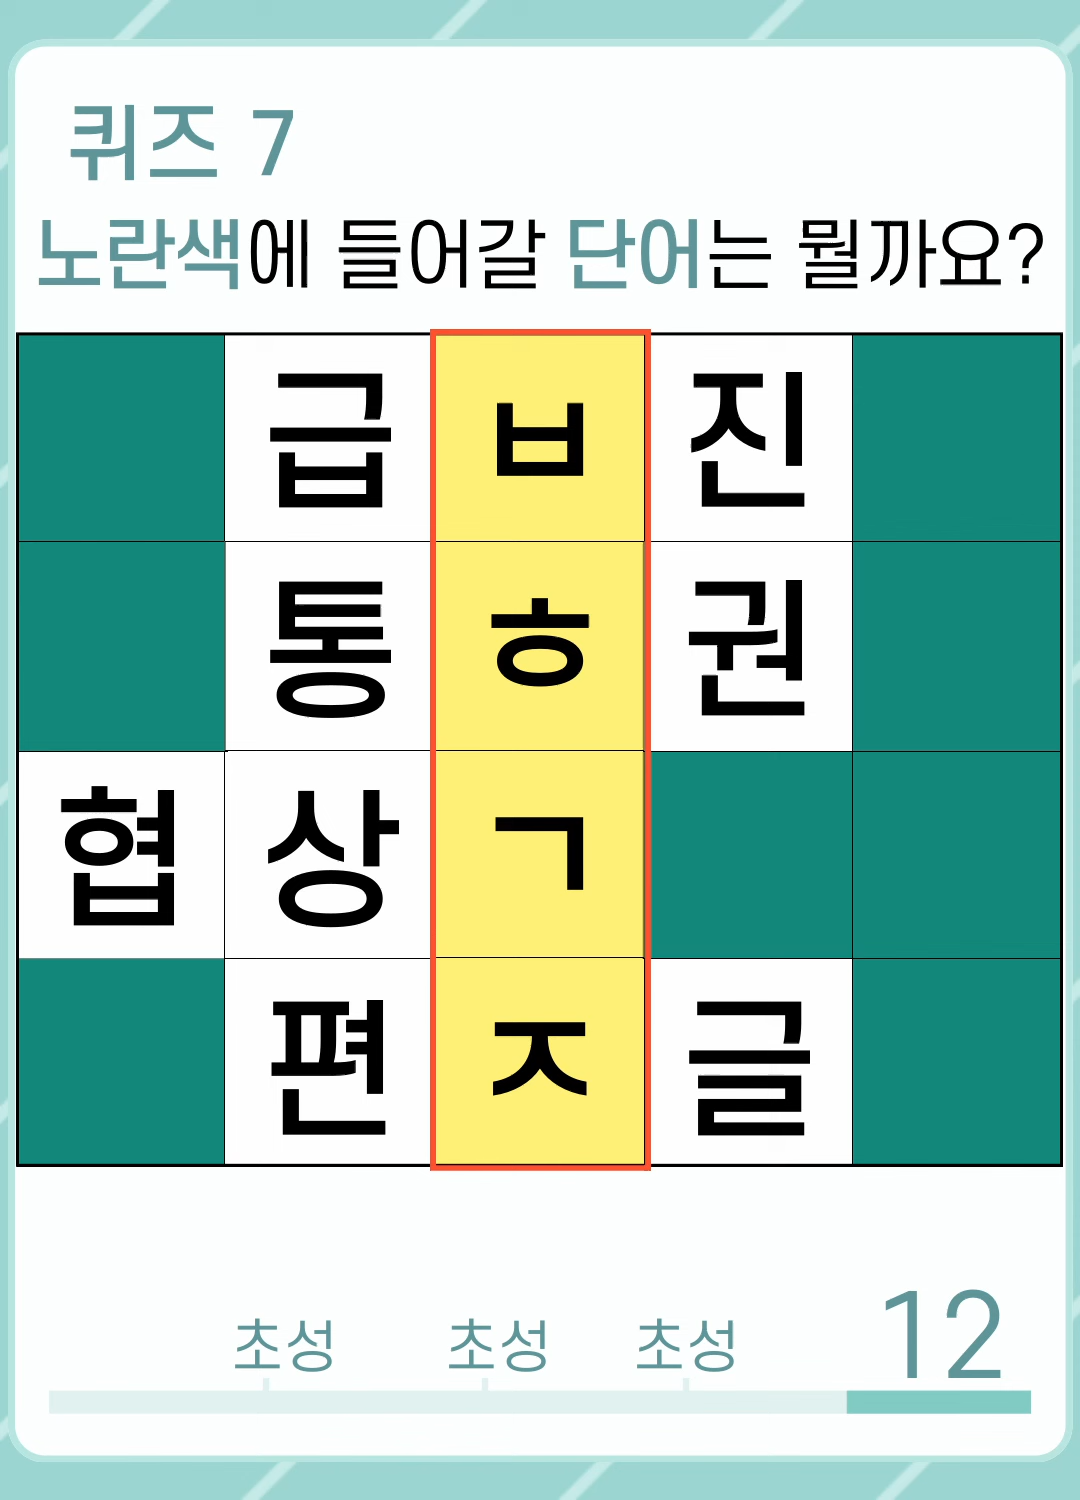 퀴즈 7
노란색에 들어갈 단어는 뭘까요?
급 ㅂ 진
통 ㅎ 권
협 상 ㄱ
편 ㅈ 글
초성 초성 초성 12